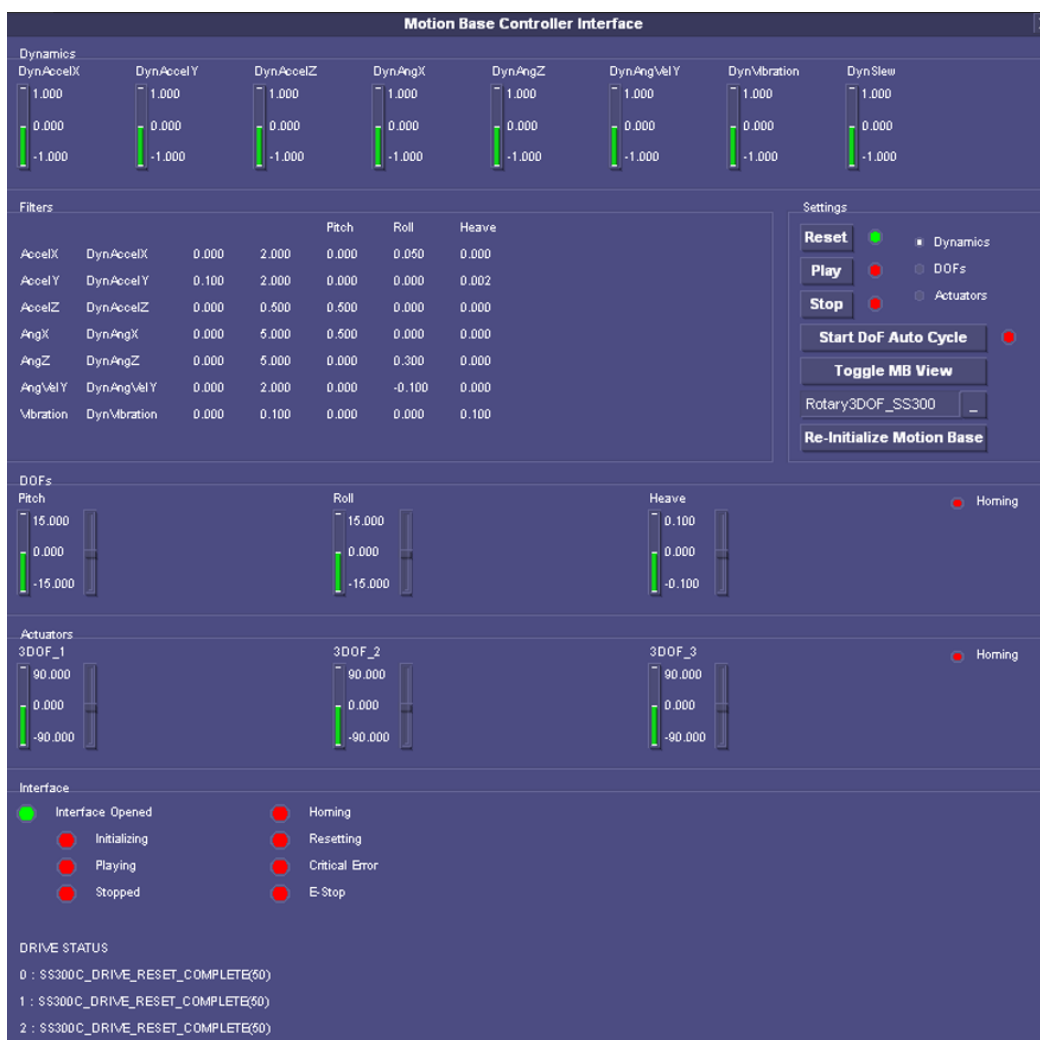 Motion Base Controller Interface
Dynamics
DynAccelX DynAccelY DynAccelZ DynAngX DynAngZ DynAngVelY DynVibration DynSlew
1.000 1.000 1.000 1.000 1.000 1.000 1.000 1.000
0.000 0.000 0.000 0.000 0.000 0.000 0.000 0.000
-1.000 -1.000 -1.000 -1.000 -1.000 -1.000 -1.000 -1.000
Filters
Pitch Roll Heave
AccelX DynAccelX 0.000 2.000 0.000 0.050 0.000
AccelY DynAccelY 0.100 2.000 0.000 0.000 0.002
AccelZ DynAccelZ 0.000 0.500 0.500 0.000 0.000
AngX DynAngX 0.000 5.000 0.500 0.000 0.000
AngZ DynAngZ 0.000 5.000 0.000 0.300 0.000
AngVelY DynAngVelY 0.000 2.000 0.000 -0.100 0.000
Vibration DynVibration 0.000 0.100 0.000 0.000 0.100
Settings
Reset Dynamics
Play DOFs
Stop Actuators
Start DoF Auto Cycle
Toggle MB View
Rotary3DOF_SS300 _
Re-Initialize Motion Base
DOFs
Pitch Roll Heave Homing
15.000 15.000 0.100
0.000 0.000 0.000
-15.000 -15.000 -0.100
Actuators
3DOF_1 3DOF_2 3DOF_3 Homing
90.000 90.000 90.000
0.000 0.000 0.000
-90.000 -90.000 -90.000
Interface
Interface Opened Homing
Initializing Resetting
Playing Critical Error
Stopped E-Stop
DRIVE STATUS
0 : SS300C_DRIVE_RESET_COMPLETE(50)
1 : SS300C_DRIVE_RESET_COMPLETE(50)
2 : SS300C_DRIVE_RESET_COMPLETE(50)